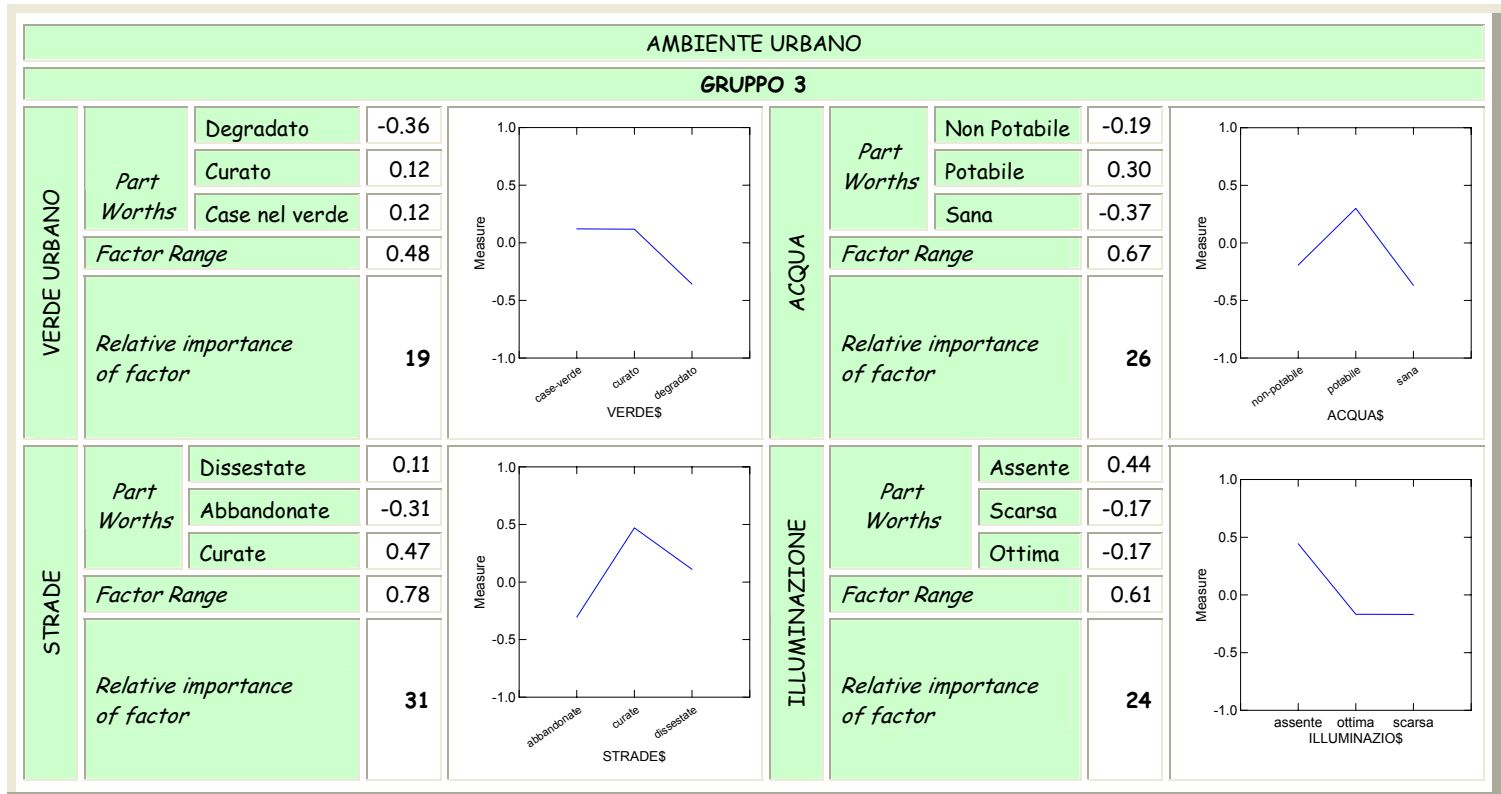 AMBIENTE URBANO
GRUPPO 3
VERDE URBANO
Part
Worths
Degradato -0.36
Curato 0.12
Case nel verde 0.12
Factor Range 0.48
Relative importance
of factor
19
1.0
0.5
0.0
-0.5
-1.0
Measure
case-verde
curato
degradato
VERDE$
ACQUA
Part
Worths
Non Potabile -0.19
Potabile 0.30
Sana -0.37
Factor Range 0.67
Relative importance
of factor
26
1.0
0.5
0.0
-0.5
-1.0
Measure
non-potabile
potabile
sana
ACQUA$
STRADE
Part
Worths
Dissestate 0.11
Abbandonate -0.31
Curate 0.47
Factor Range 0.78
Relative importance
of factor
31
1.0
0.5
0.0
-0.5
-1.0
Measure
abbandonate
curate
dissestate
STRADE$
ILLUMINAZIONE
Part
Worths
Assente 0.44
Scarsa -0.17
Ottima -0.17
Factor Range 0.61
Relative importance
of factor
24
1.0
0.5
0.0
-0.5
-1.0
Measure
assente ottima scarsa
ILLUMINAZIO$